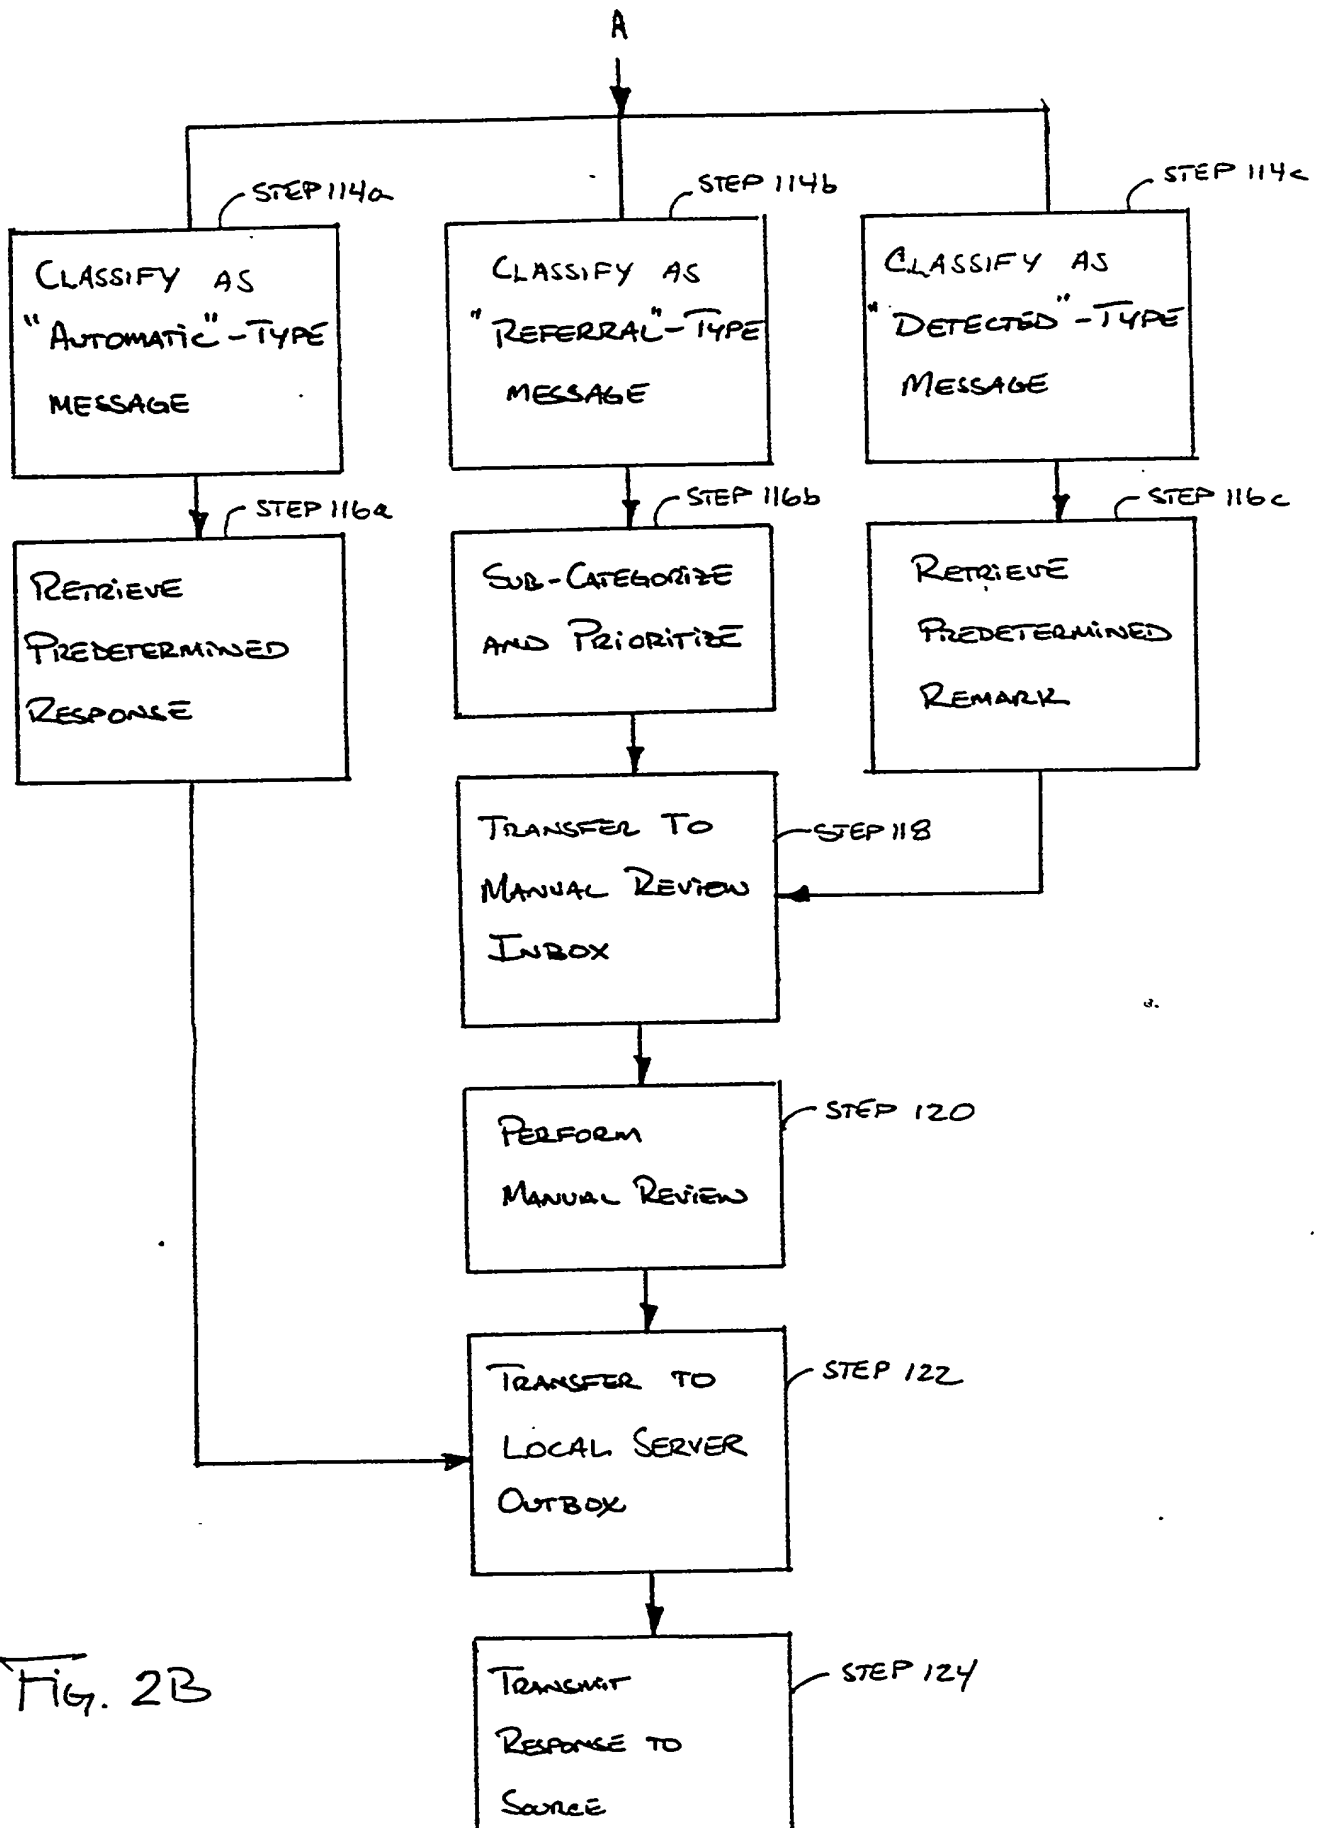 A
STEP 114a
STEP 114b
STEP 114c
CLASSIFY AS
"AUTOMATIC"-TYPE
MESSAGE
CLASSIFY AS
"REFERRAL"-TYPE
MESSAGE
CLASSIFY AS
"DETECTED"-TYPE
MESSAGE
STEP 116a
STEP 116b
STEP 116c
RETRIEVE
PREDETERMINED
RESPONSE
SUB-CATEGORIZE
AND PRIORITIZE
RETRIEVE
PREDETERMINED
REMARK
TRANSFER TO
MANUAL REVIEW
INBOX
STEP 118
PERFORM
MANUAL REVIEW
STEP 120
TRANSFER TO
LOCAL SERVER
OUTBOX
STEP 122
TRANSMIT
RESPONSE TO
SOURCE
STEP 124
FIG. 2B